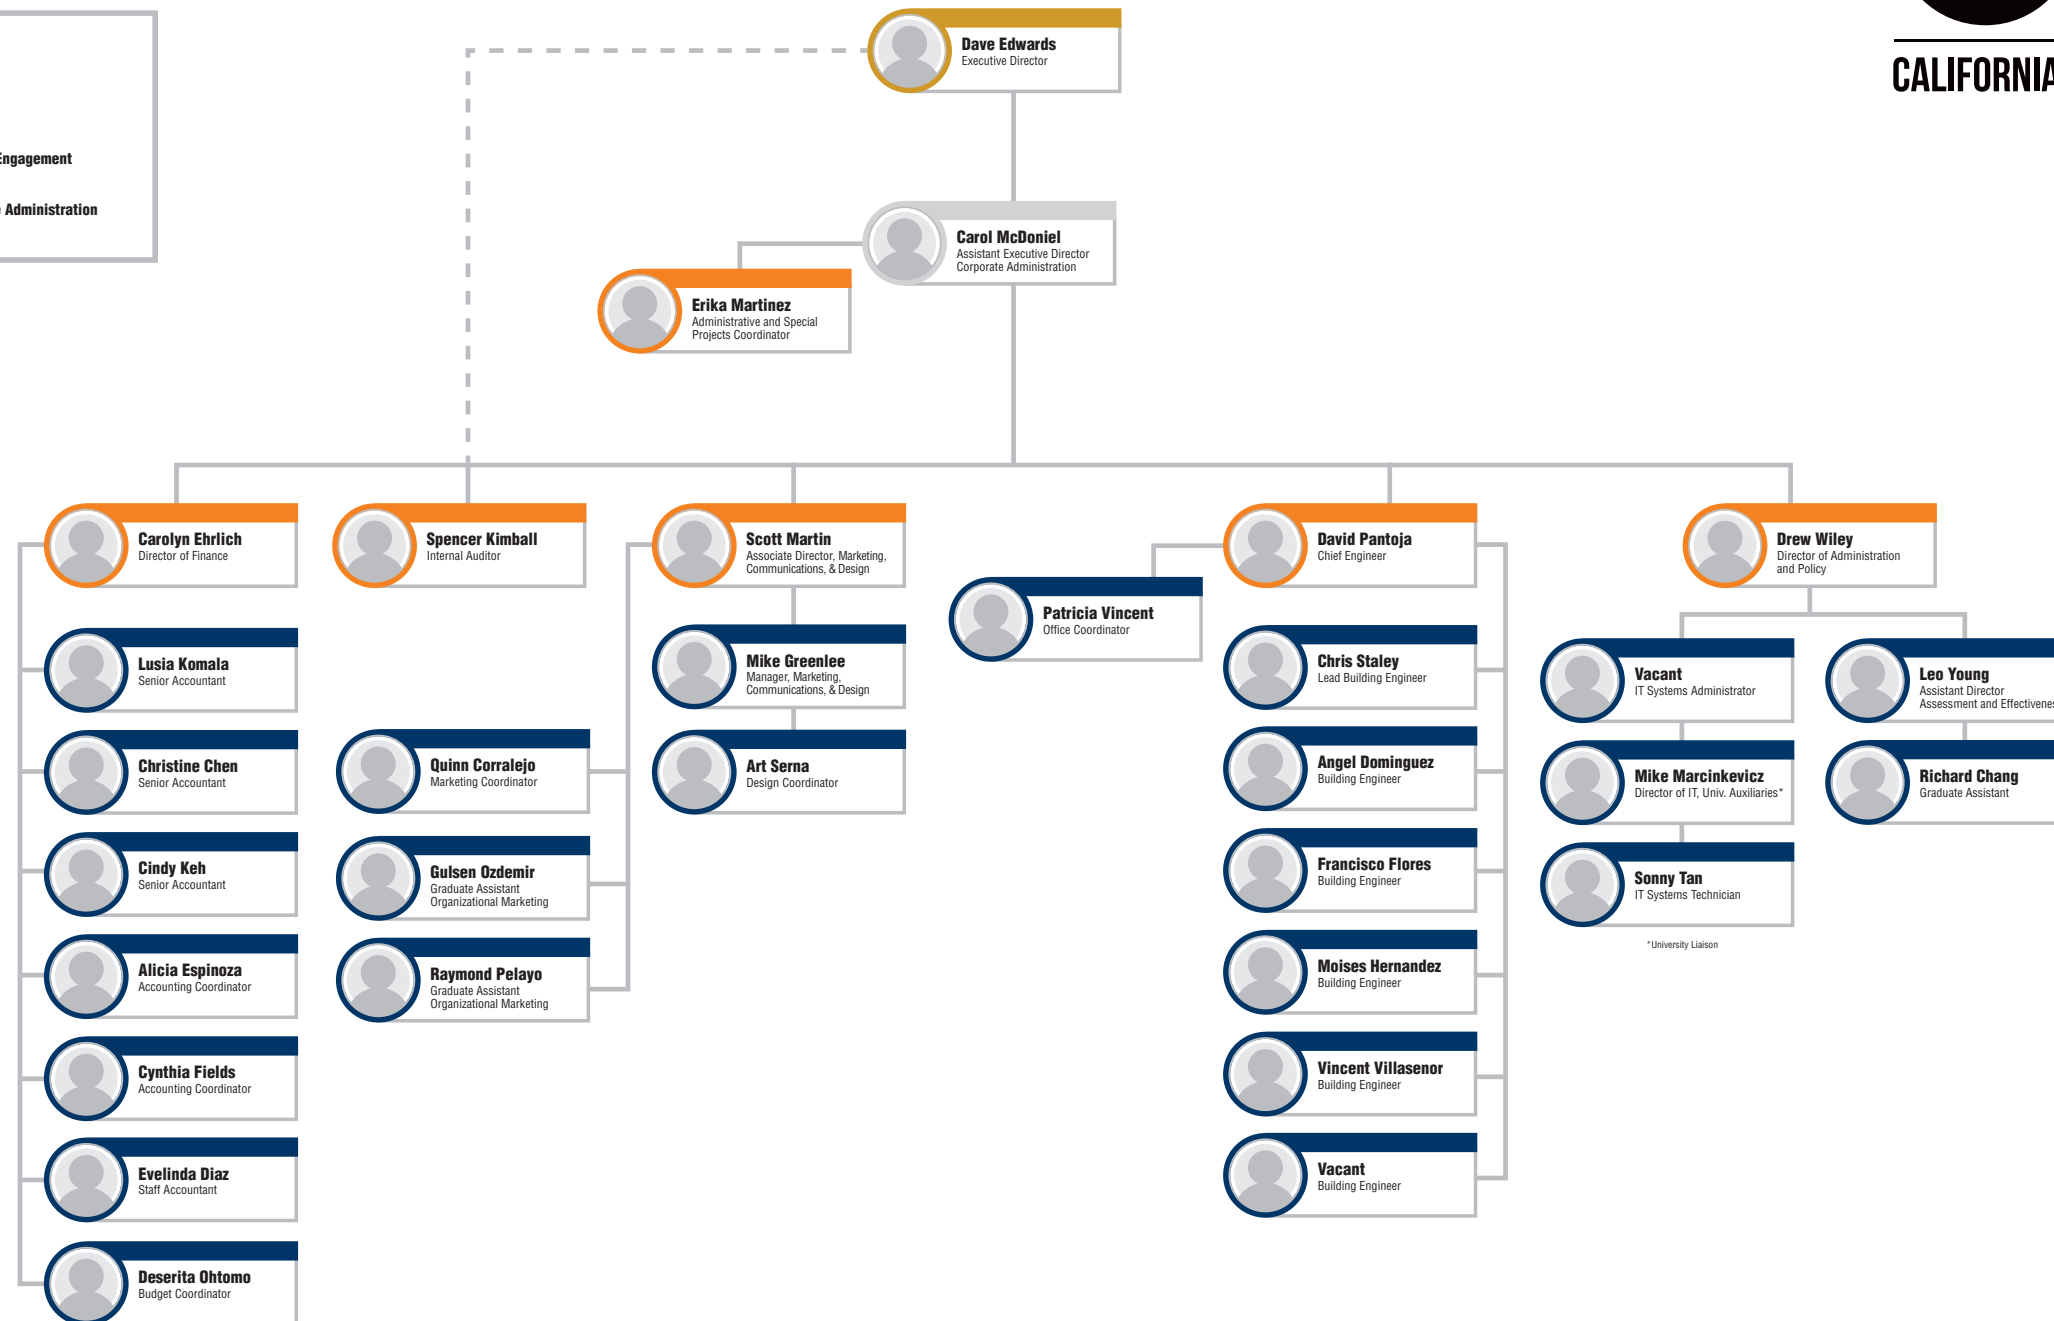 Engagement
Administration
CALIFORNIA
Dave Edwards
Executive Director
Carol McDoniel
Assistant Executive Director
Corporate Administration
Erika Martinez
Administrative and Special
Projects Coordinator
Carolyn Ehrlich
Director of Finance
Lusia Komala
Senior Accountant
Christine Chen
Senior Accountant
Cindy Keh
Senior Accountant
Alicia Espinoza
Accounting Coordinator
Cynthia Fields
Accounting Coordinator
Evelinda Diaz
Staff Accountant
Deserita Ohtomo
Budget Coordinator
Spencer Kimball
Internal Auditor
Scott Martin
Associate Director, Marketing,
Communications, & Design
Mike Greenlee
Manager, Marketing,
Communications, & Design
Art Serna
Design Coordinator
Quinn Corralejo
Marketing Coordinator
Gulsen Ozdemir
Graduate Assistant
Organizational Marketing
Raymond Pelayo
Graduate Assistant
Organizational Marketing
David Pantoja
Chief Engineer
Patricia Vincent
Office Coordinator
Chris Staley
Lead Building Engineer
Angel Dominguez
Building Engineer
Francisco Flores
Building Engineer
Moises Hernandez
Building Engineer
Vincent Villasenor
Building Engineer
Vacant
Building Engineer
Drew Wiley
Director of Administration
and Policy
Vacant
IT Systems Administrator
Mike Marcinkevicz
Director of IT, Univ. Auxiliaries*
Sonny Tan
IT Systems Technician
*University Liaison
Leo Young
Assistant Director
Assessment and Effectivenes
Richard Chang
Graduate Assistant